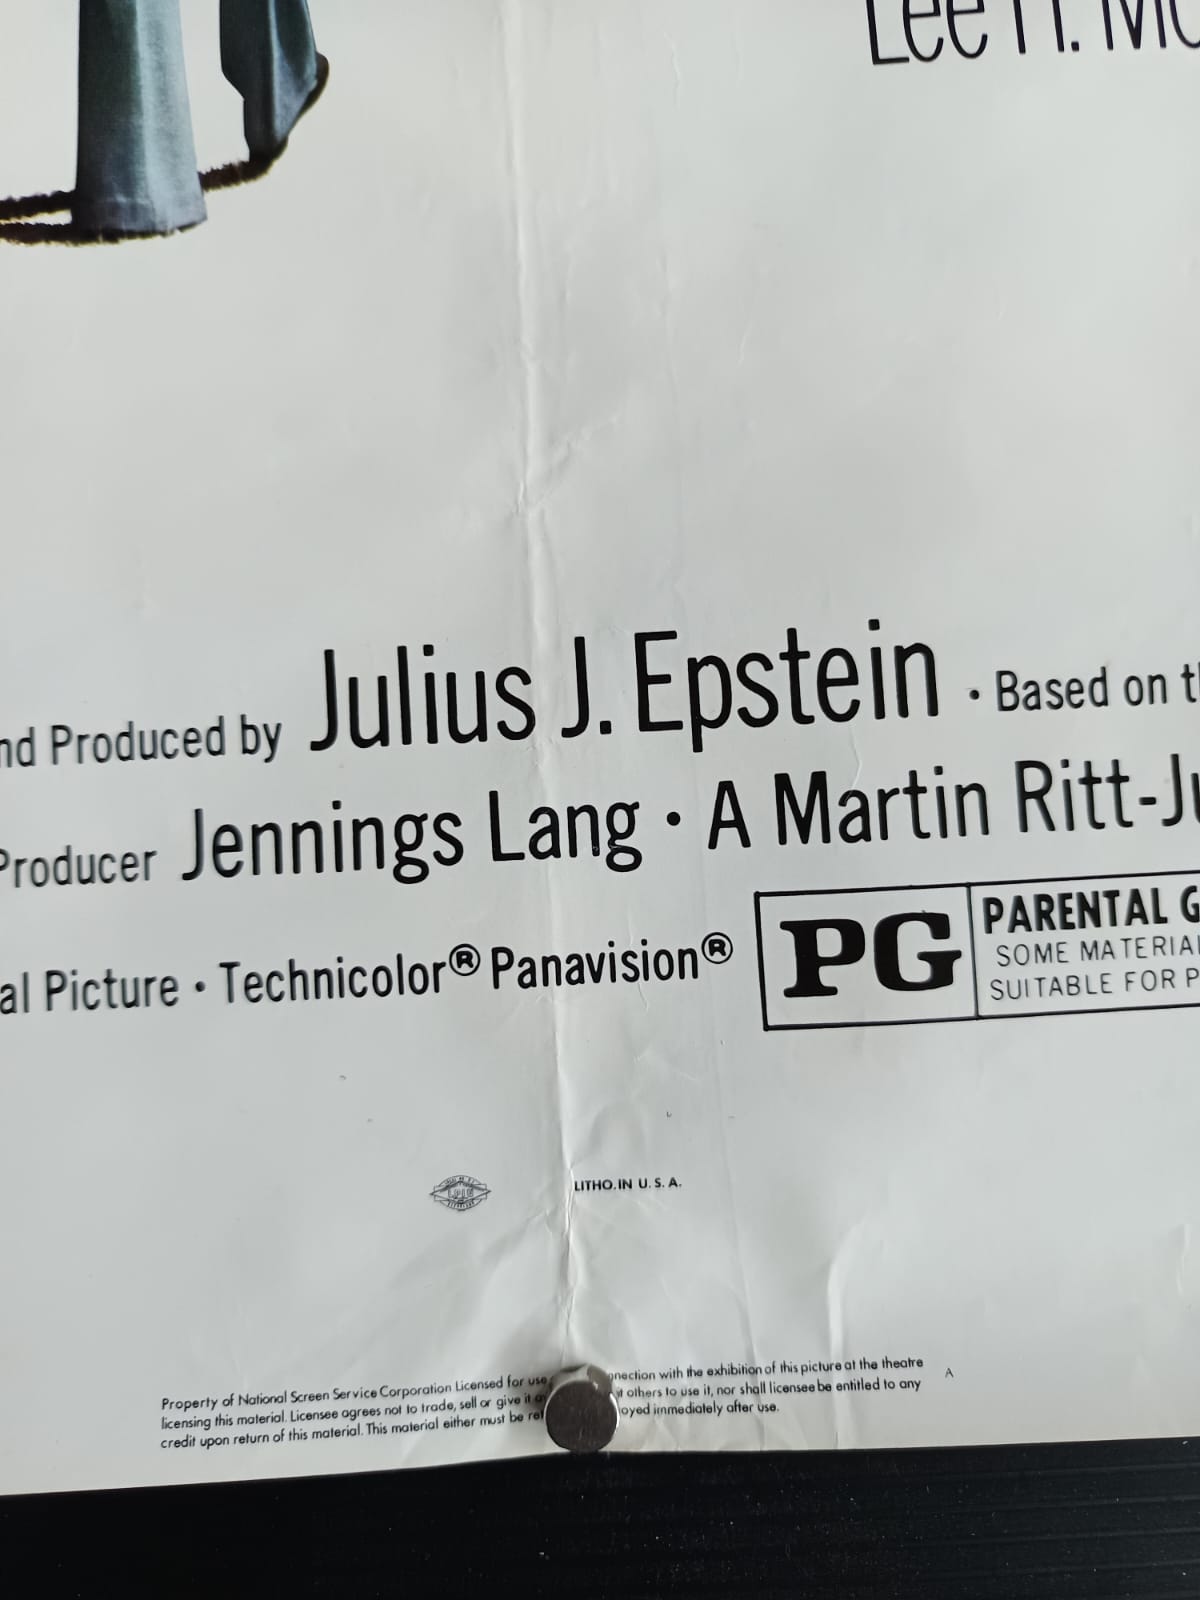 Lee H. Mc
nd Produced by Julius J. Epstein · Based on t
Producer Jennings Lang · A Martin Ritt-Ju
al Picture · Technicolor® Panavision®
PG
PARENTAL G
SOME MATERIAL
SUITABLE FOR P
LITHO. IN U. S. A.
Property of National Screen Service Corporation Licensed for use nection with the exhibition of this picture at the theatre
licensing this material. Licensee agrees not to trade, sell or give it others to use it, nor shall licensee be entitled to any
credit upon return of this material. This material either must be ret oyed immediately after use.
A